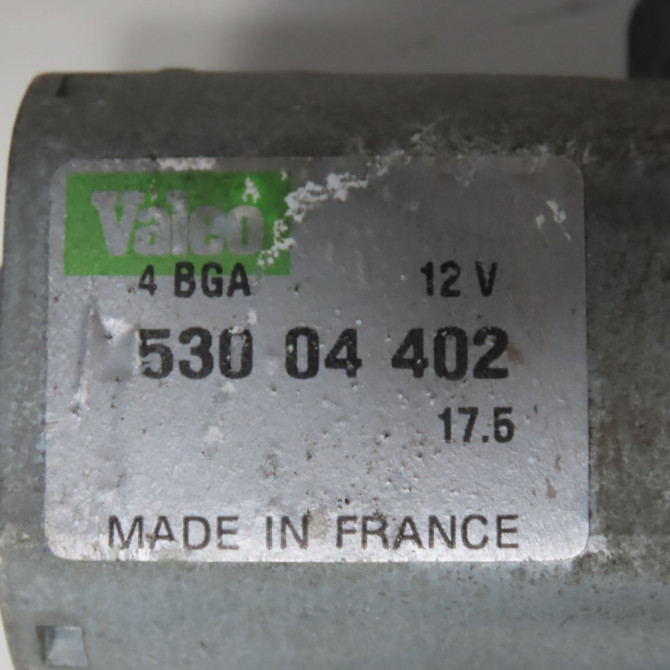 Valeo
4 BGA 12 V
530 04 402
17.5
MADE IN FRANCE